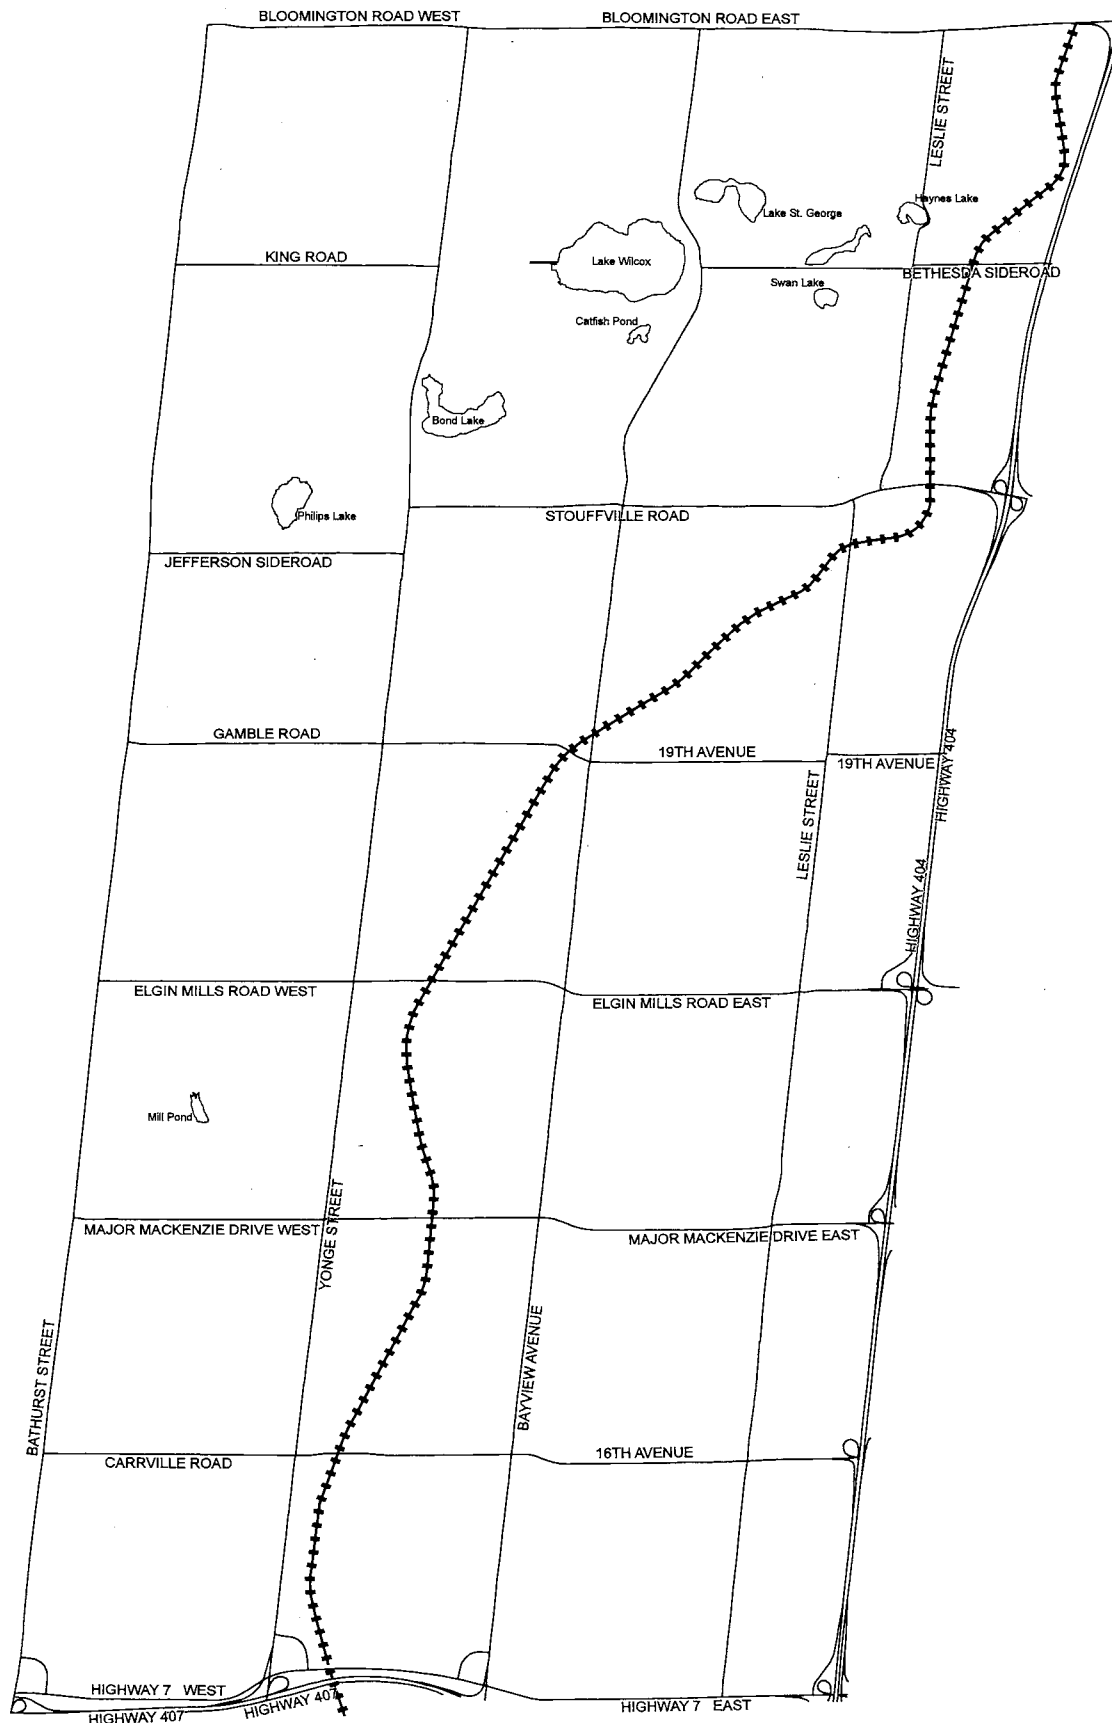 BLOOMINGTON ROAD WEST
BLOOMINGTON ROAD EAST
LESLIE STREET
Haynes Lake
Lake St. George
KING ROAD
Lake Wilcox
BETHESDA SIDEROAD
Swan Lake
Catfish Pond
Bond Lake
Philips Lake
STOUFFVILLE ROAD
JEFFERSON SIDEROAD
GAMBLE ROAD
19TH AVENUE
19TH AVENUE
HIGHWAY 404
LESLIE STREET
HIGHWAY 404
ELGIN MILLS ROAD WEST
ELGIN MILLS ROAD EAST
Mill Pond
YONGE STREET
MAJOR MACKENZIE DRIVE WEST
MAJOR MACKENZIE DRIVE EAST
BATHURST STREET
BAYVIEW AVENUE
CARRVILLE ROAD
16TH AVENUE
HIGHWAY 7 WEST
HIGHWAY 407
HIGHWAY 407
HIGHWAY 7 EAST